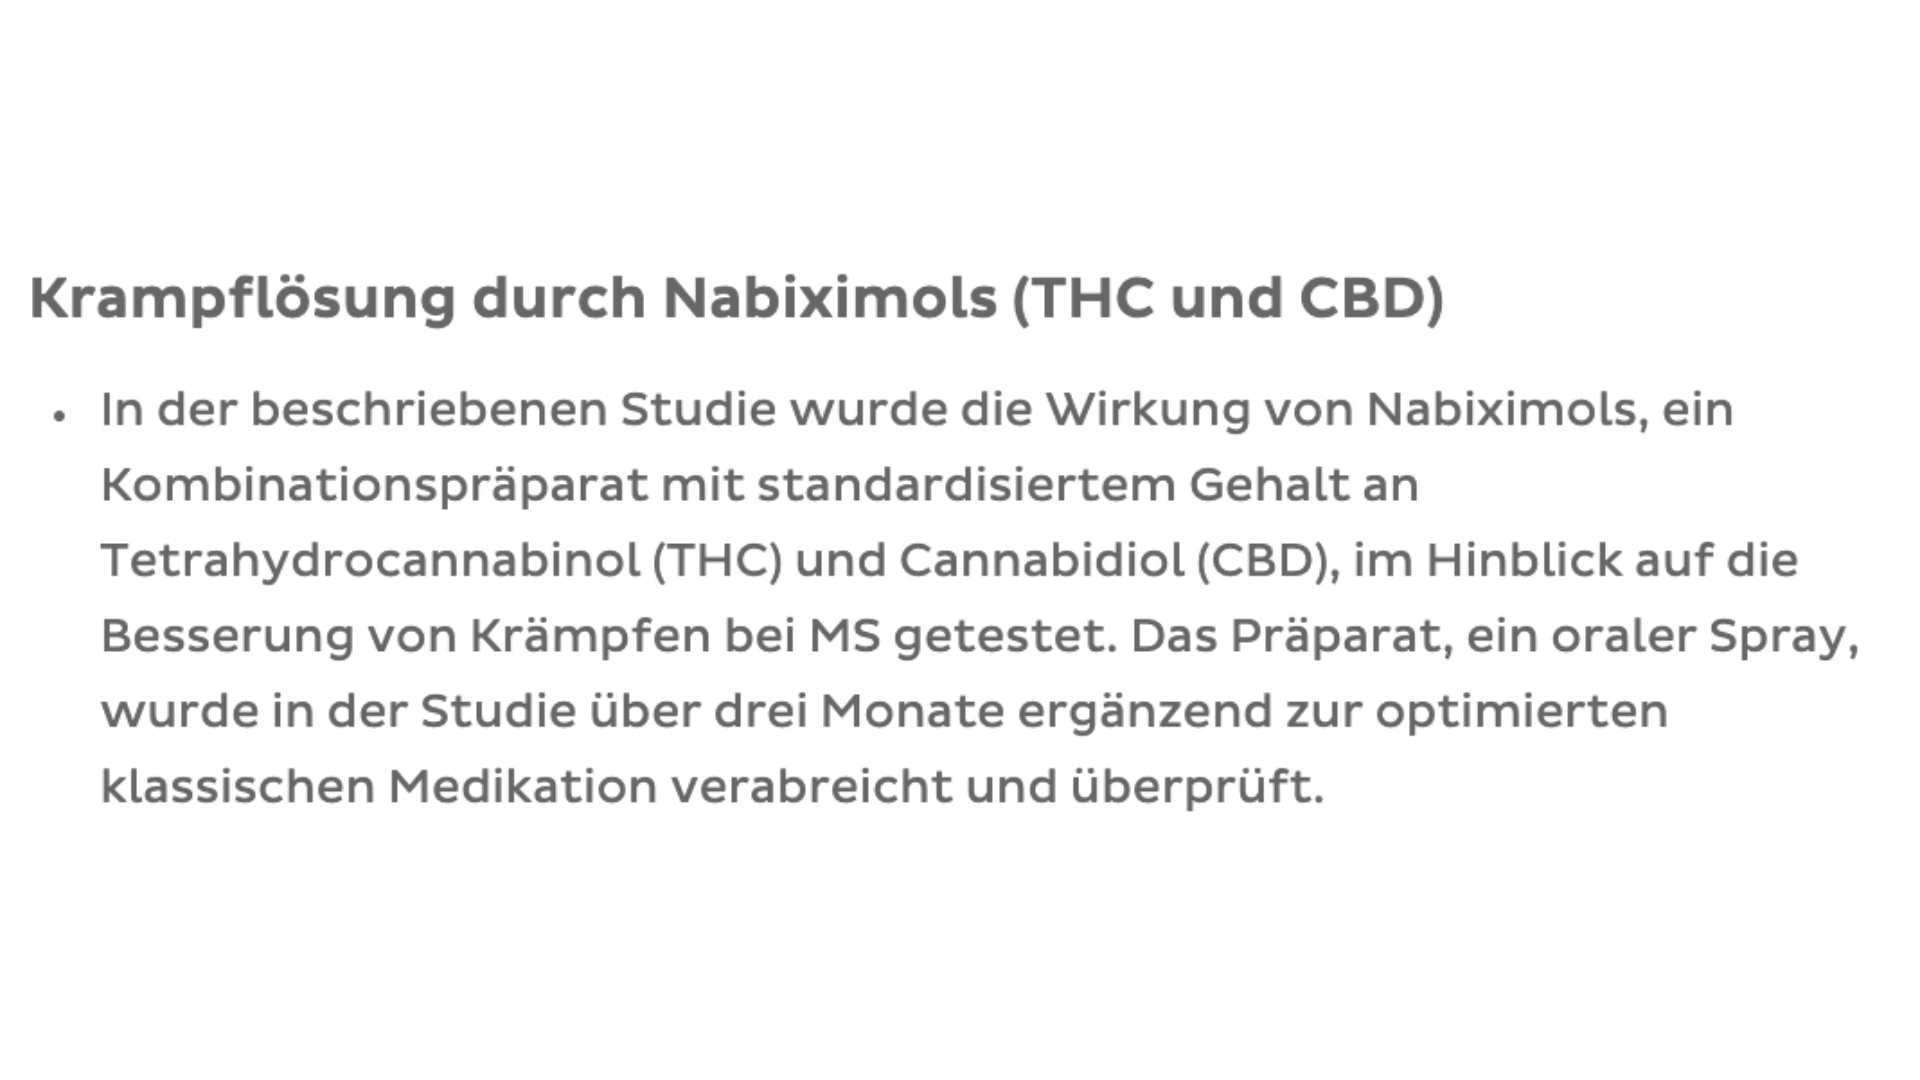 Krampflösung durch Nabiximols (THC und CBD)
• In der beschriebenen Studie wurde die Wirkung von Nabiximols, ein
Kombinationspräparat mit standardisiertem Gehalt an
Tetrahydrocannabinol (THC) und Cannabidiol (CBD), im Hinblick auf die
Besserung von Krämpfen bei MS getestet. Das Präparat, ein oraler Spray,
wurde in der Studie über drei Monate ergänzend zur optimierten
klassischen Medikation verabreicht und überprüft.